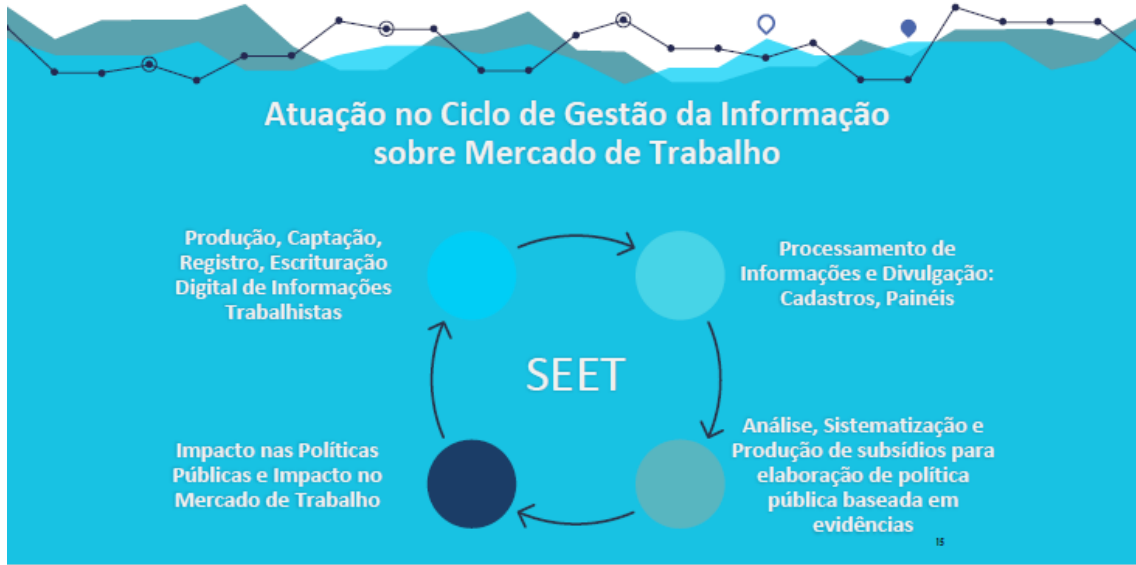 Atuação no Ciclo de Gestão da Informação
sobre Mercado de Trabalho
Produção, Captação,
Registro, Escrituração
Digital de Informações
Trabalhistas
Processamento de
Informações e Divulgação:
Cadastros, Painéis
SEET
Impacto nas Políticas
Públicas e Impacto no
Mercado de Trabalho
Análise, Sistematização e
Produção de subsídios para
elaboração de política
pública baseada em
evidências
15